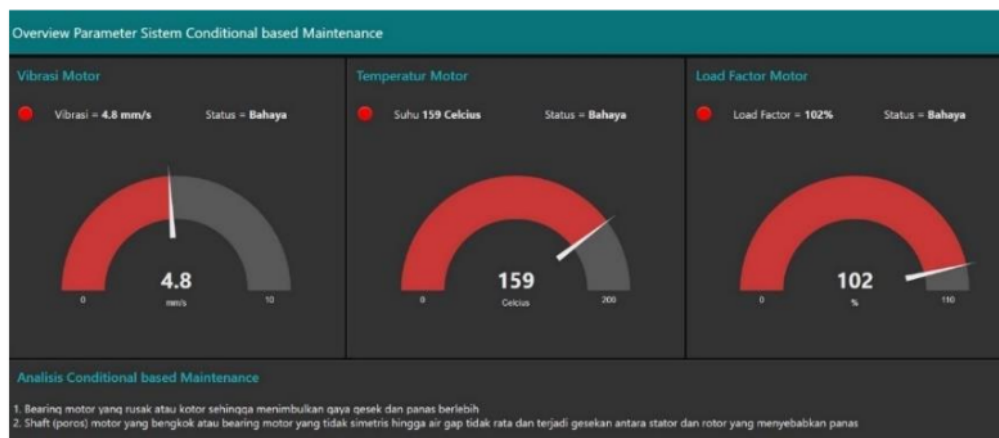 Overview Parameter Sistem Conditional based Maintenance
Vibrasi Motor
Vibrasi = 4.8 mm/s Status = Bahaya
4.8
mm/s
0 10
Temperatur Motor
Suhu 159 Celcius Status = Bahaya
159
Celcius
0 200
Load Factor Motor
Load Factor = 102% Status = Bahaya
102
%
0 110
Analisis Conditional based Maintenance
1. Bearing motor yang rusak atau kotor sehingga menimbulkan gaya gesek dan panas berlebih
2. Shaft (poros) motor yang bengkok atau bearing motor yang tidak simetris hingga air gap tidak rata dan terjadi gesekan antara stator dan rotor yang menyebabkan panas